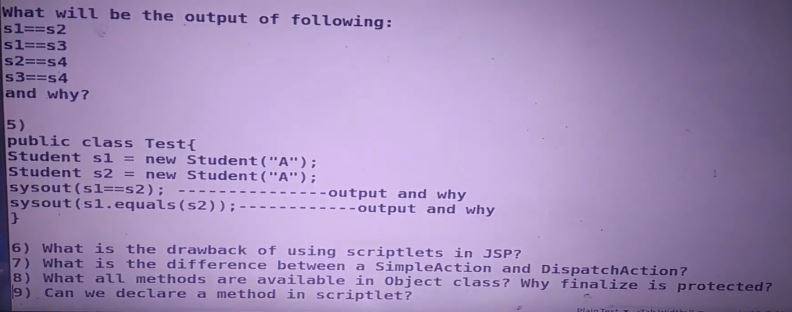 What will be the output of following:
s1==s2
s1==s3
s2==s4
s3==s4
and why?
5)
public class Test{
Student s1 = new Student("A");
Student s2 = new Student("A");
sysout(s1==s2); ---------------output and why
sysout(s1.equals(s2));------------output and why
}
6) What is the drawback of using scriptlets in JSP?
7) What is the difference between a SimpleAction and DispatchAction?
8) What all methods are available in Object class? Why finalize is protected?
9) Can we declare a method in scriptlet?